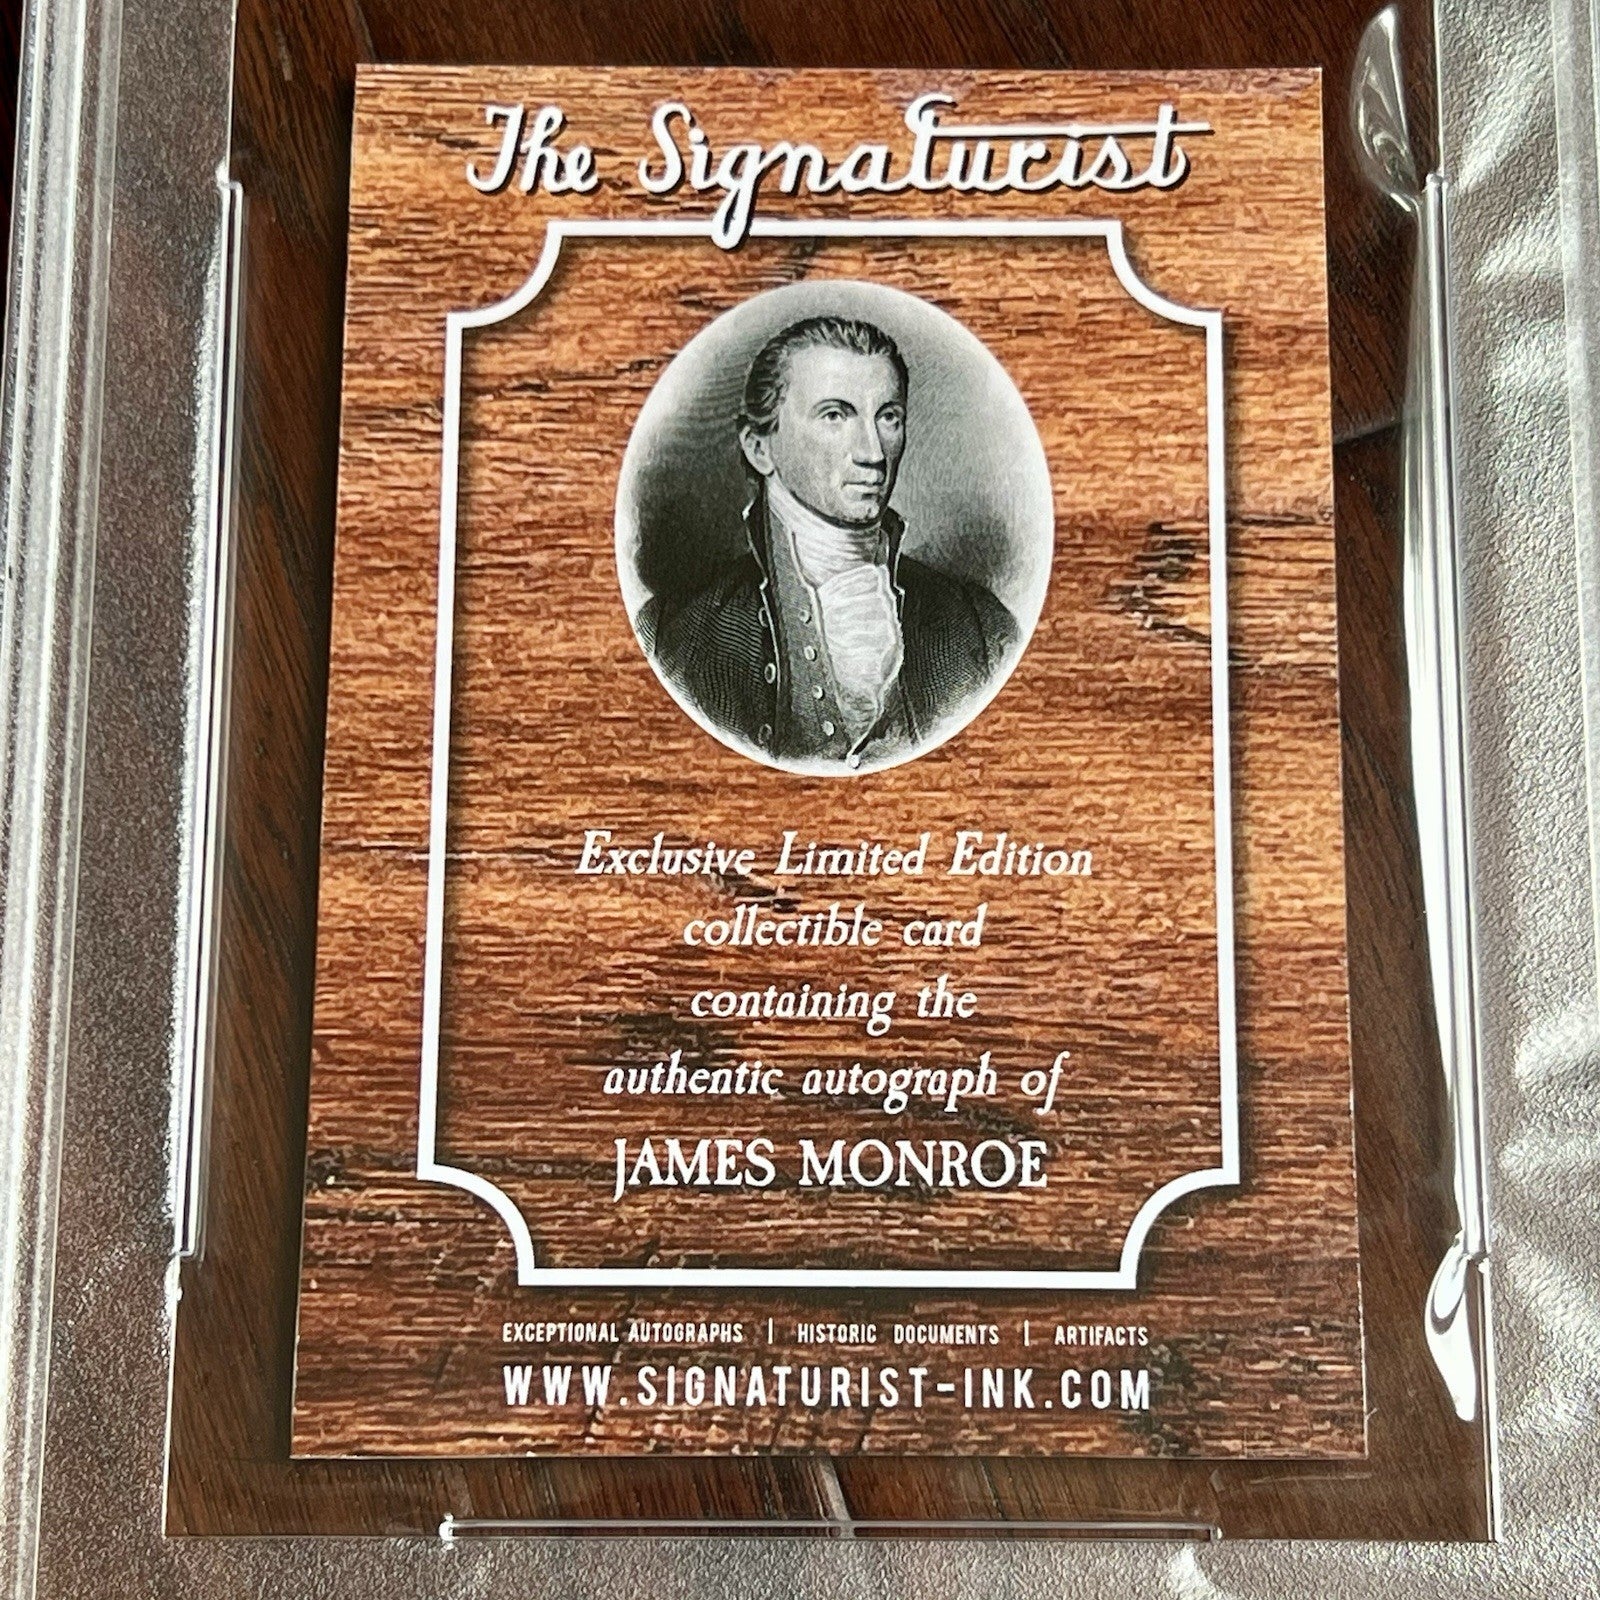 The Signaturist
Exclusive Limited Edition
collectible card
containing the
authentic autograph of
JAMES MONROE
EXCEPTIONAL AUTOGRAPHS | HISTORIC DOCUMENTS | ARTIFACTS
WWW.SIGNATURIST-INK.COM